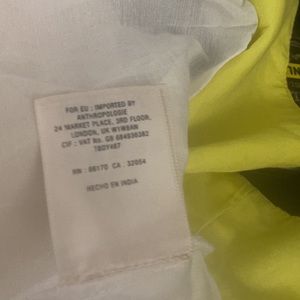 FOR EU : IMPORTED BY
ANTHROPOLOGIE
24 MARKET PLACE, 3RD FLOOR,
LONDON, UK W1W8AN
CIF : VAT No. GB 684936382
RN : 66170 CA : 32054
HECHO EN INDIA